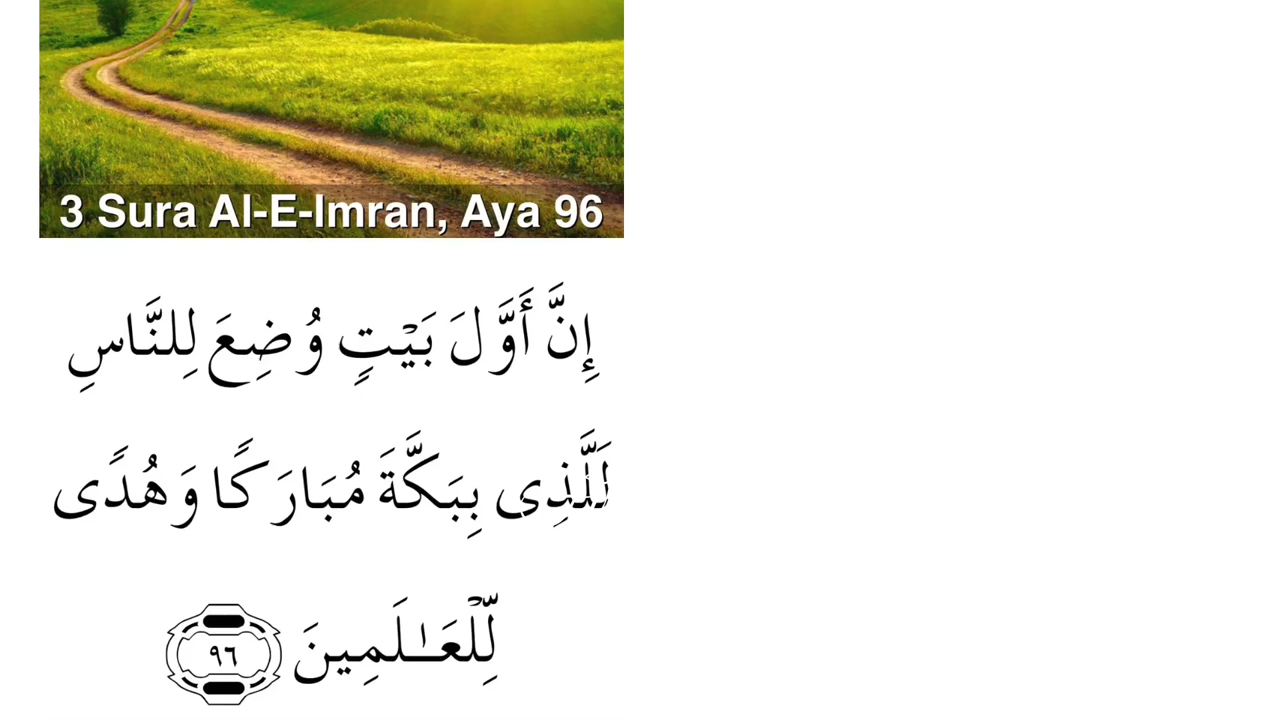 3 Sura Al-E-Imran, Aya 96
إِنَّ أَوَّلَ بَيْتٍ وُضِعَ لِلنَّاسِ
لَلَّذِى بِبَكَّةَ مُبَارَكًا وَهُدًى
لِّلْعَـٰلَمِينَ ٩٦